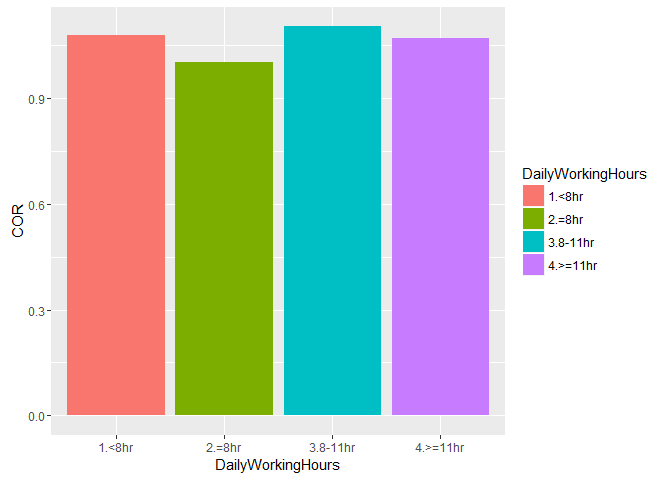 COR
0.9
0.6
0.3
0.0
1.<8hr
2.=8hr
3.8-11hr
4.>=11hr
DailyWorkingHours
DailyWorkingHours
1.<8hr
2.=8hr
3.8-11hr
4.>=11hr